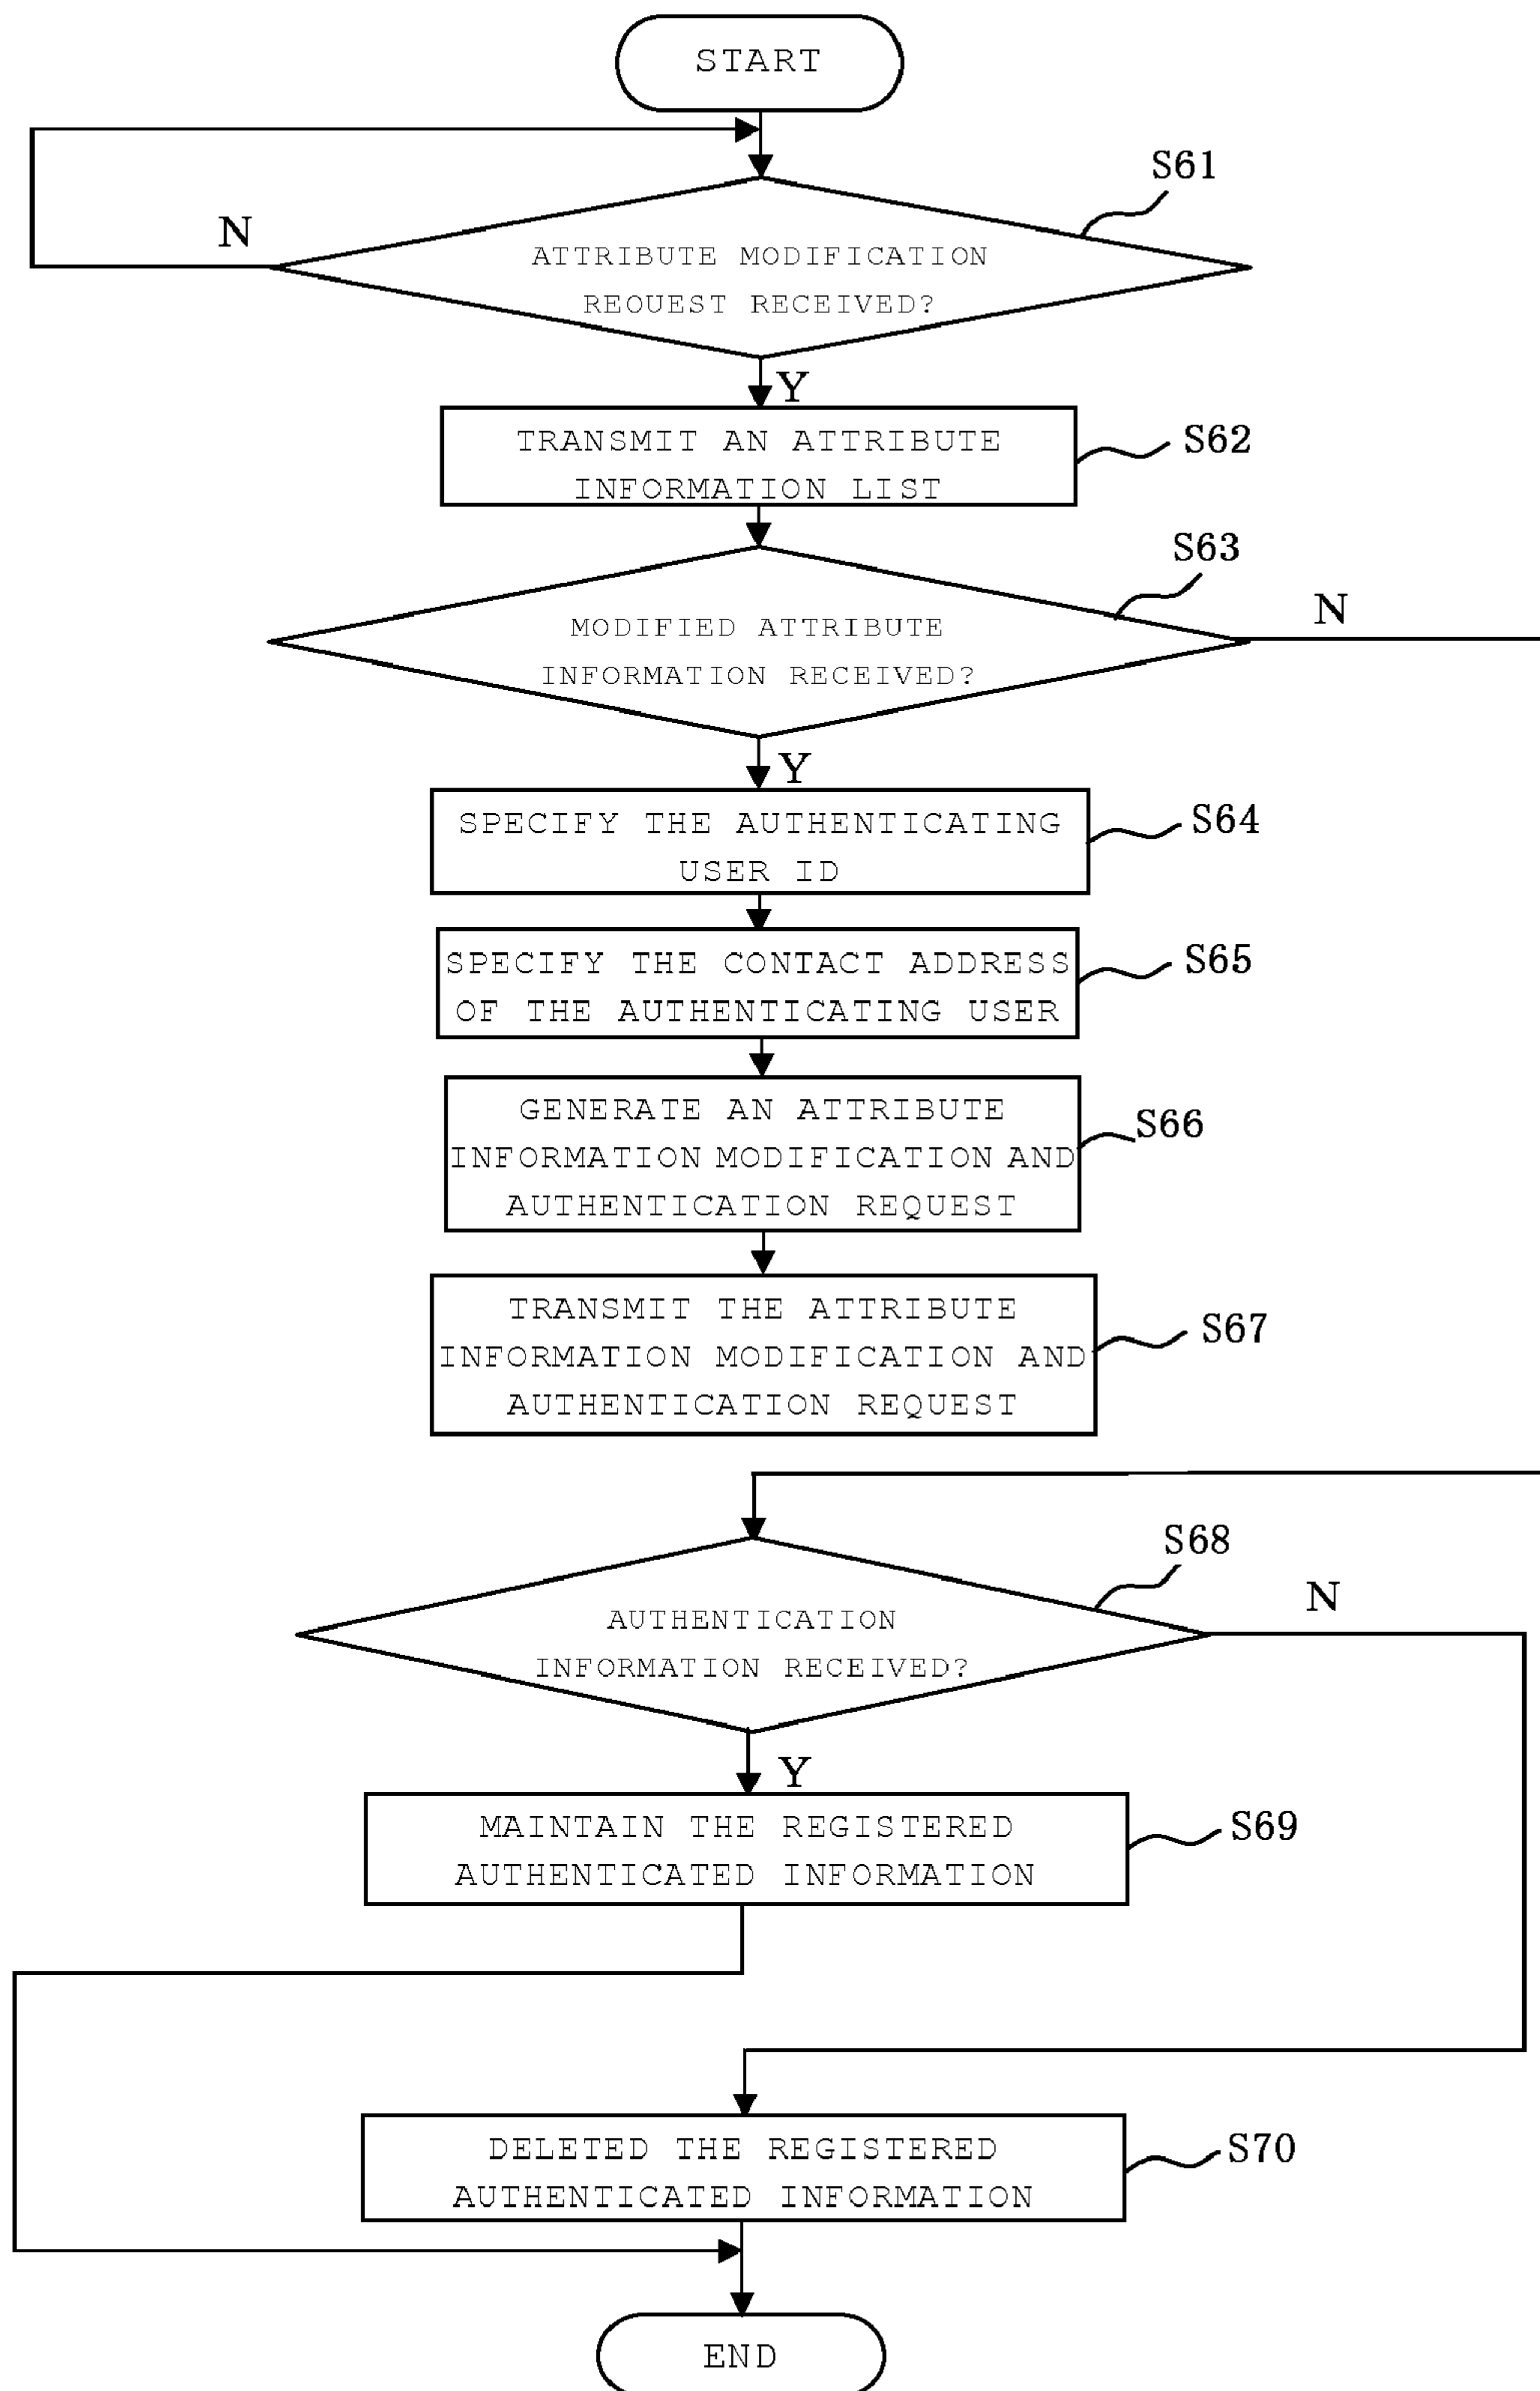 START
S61
N
ATTRIBUTE MODIFICATION
REOUEST RECEIVED?
Y
TRANSMIT AN ATTRIBUTE
INFORMATION LIST
S62
S63
N
MODIFIED ATTRIBUTE
INFORMATION RECEIVED?
Y
SPECIFY THE AUTHENTICATING
USER ID
S64
SPECIFY THE CONTACT ADDRESS
OF THE AUTHENTICATING USER
S65
GENERATE AN ATTRIBUTE
INFORMATION MODIFICATION AND
AUTHENTICATION REQUEST
S66
TRANSMIT THE ATTRIBUTE
INFORMATION MODIFICATION AND
AUTHENTICATION REQUEST
S67
S68
N
AUTHENTICATION
INFORMATION RECEIVED?
Y
MAINTAIN THE REGISTERED
AUTHENTICATED INFORMATION
S69
DELETED THE REGISTERED
AUTHENTICATED INFORMATION
S70
END